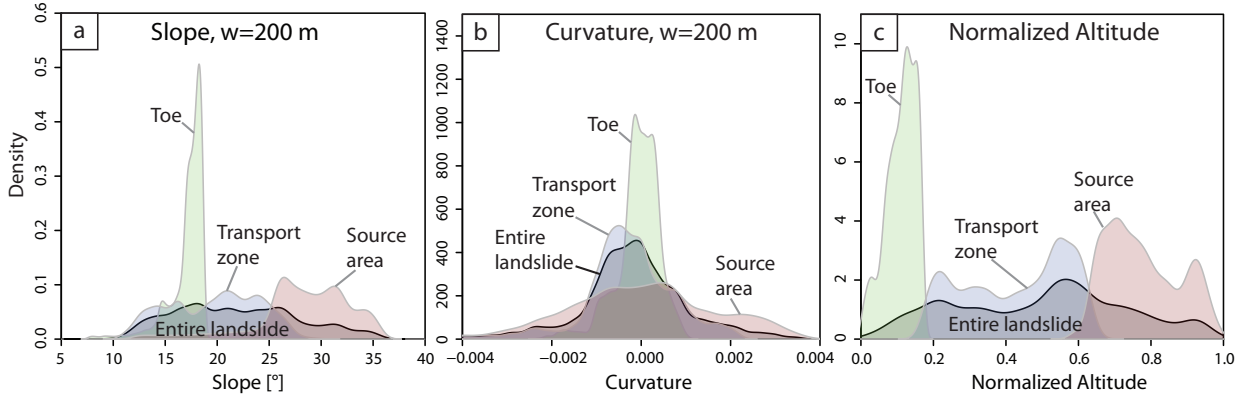 a
Slope, w=200 m
Density
0.0
0.1
0.2
0.3
0.4
0.5
0.6
Toe
Transport
zone
Source
area
Entire landslide
5
10
15
20
25
30
35
40
Slope [°]
b
Curvature, w=200 m
0
200
400
600
800
1000
1200
1400
Toe
Transport
zone
Entire
landslide
Source
area
−0.004
−0.002
0.000
0.002
0.004
Curvature
c
Normalized Altitude
0
2
4
6
8
10
Toe
Transport
zone
Source
area
Entire landslide
0.0
0.2
0.4
0.6
0.8
1.0
Normalized Altitude